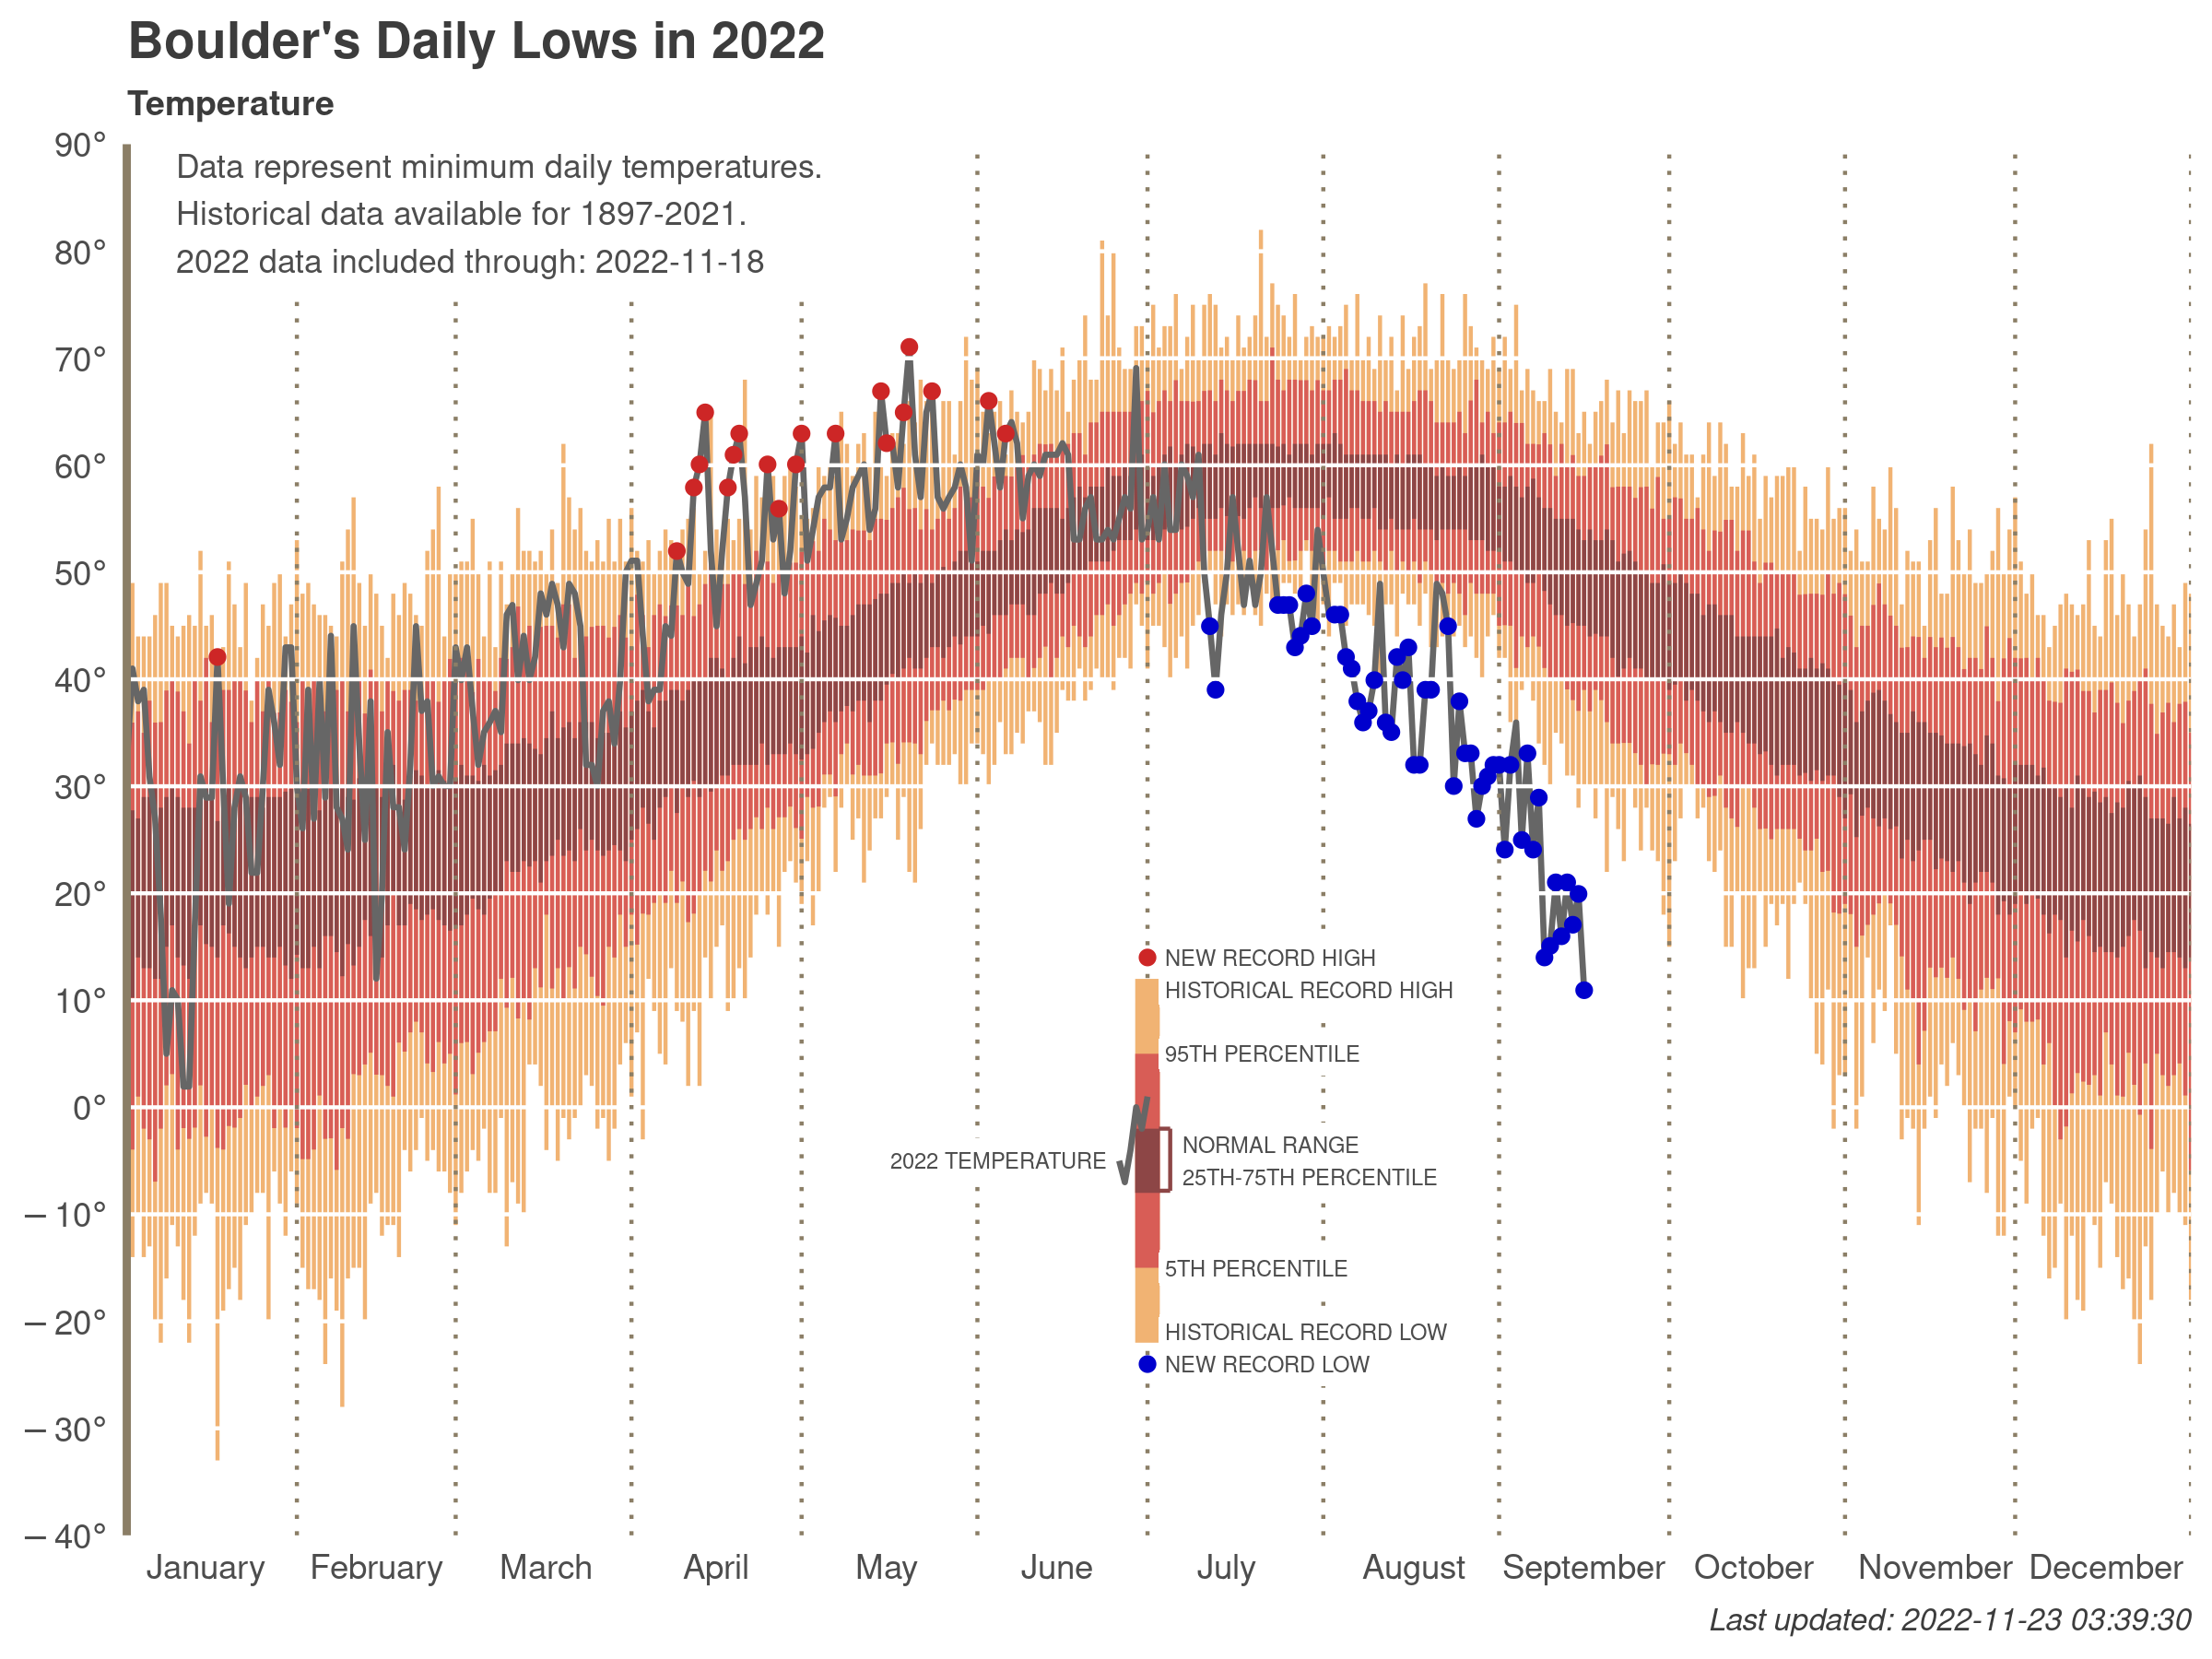 Boulder's Daily Lows in 2022
Temperature
90°
Data represent minimum daily temperatures.
Historical data available for 1897-2021.
2022 data included through: 2022-11-18
80°
70°
60°
50°
40°
30°
20°
10°
0°
−10°
−20°
−30°
−40°
NEW RECORD HIGH
HISTORICAL RECORD HIGH
95TH PERCENTILE
2022 TEMPERATURE
NORMAL RANGE
25TH-75TH PERCENTILE
5TH PERCENTILE
HISTORICAL RECORD LOW
NEW RECORD LOW
January February March April May June July August September October November December
Last updated: 2022-11-23 03:39:30